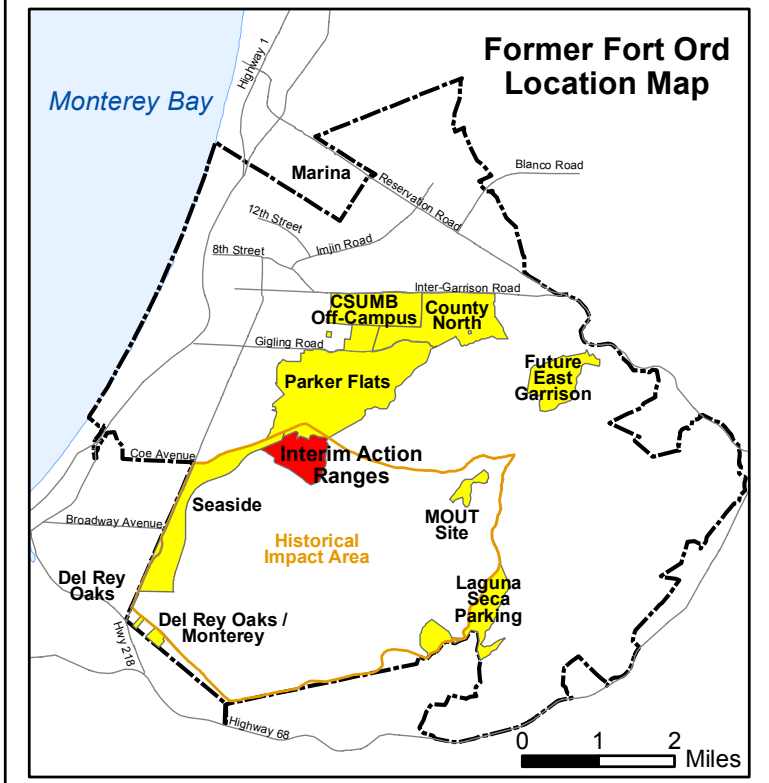 Former Fort Ord
Location Map
Monterey Bay
Highway 1
Marina
Blanco Road
Reservation Road
12th Street
Imjin Road
8th Street
Inter-Garrison Road
CSUMB
Off-Campus
County
North
Gigling Road
Parker Flats
Future
East
Garrison
Coe Avenue
Interim Action
Ranges
Seaside
MOUT
Site
Broadway Avenue
Historical
Impact Area
Del Rey
Oaks
Laguna
Seca
Parking
Del Rey Oaks /
Monterey
Hwy 218
Highway 68
0 1 2
Miles